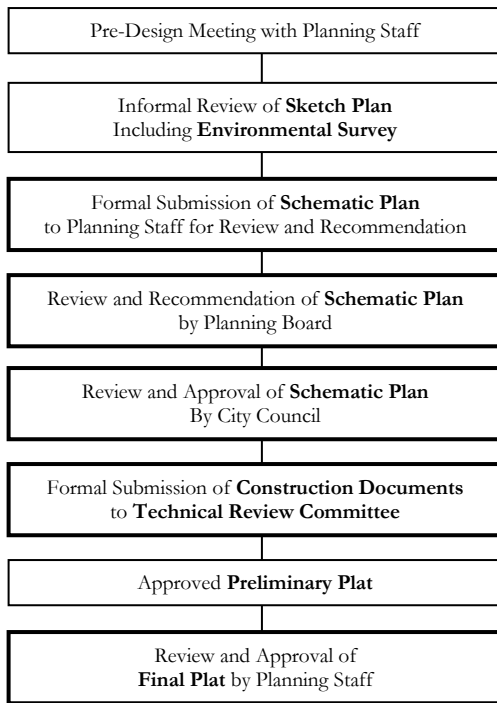 Pre-Design Meeting with Planning Staff
Informal Review of Sketch Plan
Including Environmental Survey
Formal Submission of Schematic Plan
to Planning Staff for Review and Recommendation
Review and Recommendation of Schematic Plan
by Planning Board
Review and Approval of Schematic Plan
By City Council
Formal Submission of Construction Documents
to Technical Review Committee
Approved Preliminary Plat
Review and Approval of
Final Plat by Planning Staff